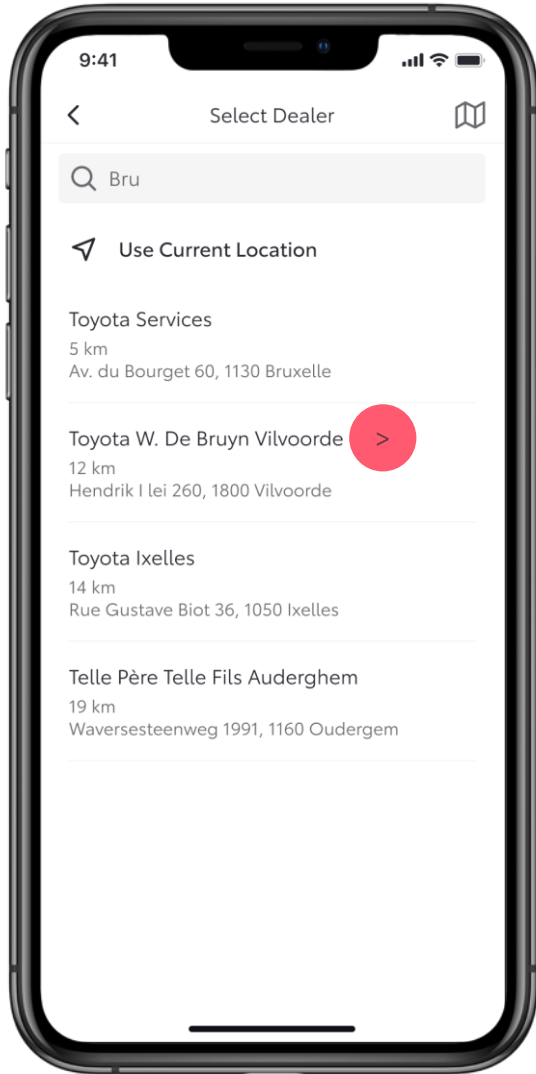 9:41
Select Dealer
Bru
Use Current Location
Toyota Services
5 km
Av. du Bourget 60, 1130 Bruxelle
Toyota W. De Bruyn Vilvoorde >
12 km
Hendrik I lei 260, 1800 Vilvoorde
Toyota Ixelles
14 km
Rue Gustave Biot 36, 1050 Ixelles
Telle Père Telle Fils Auderghem
19 km
Waversesteenweg 1991, 1160 Oudergem